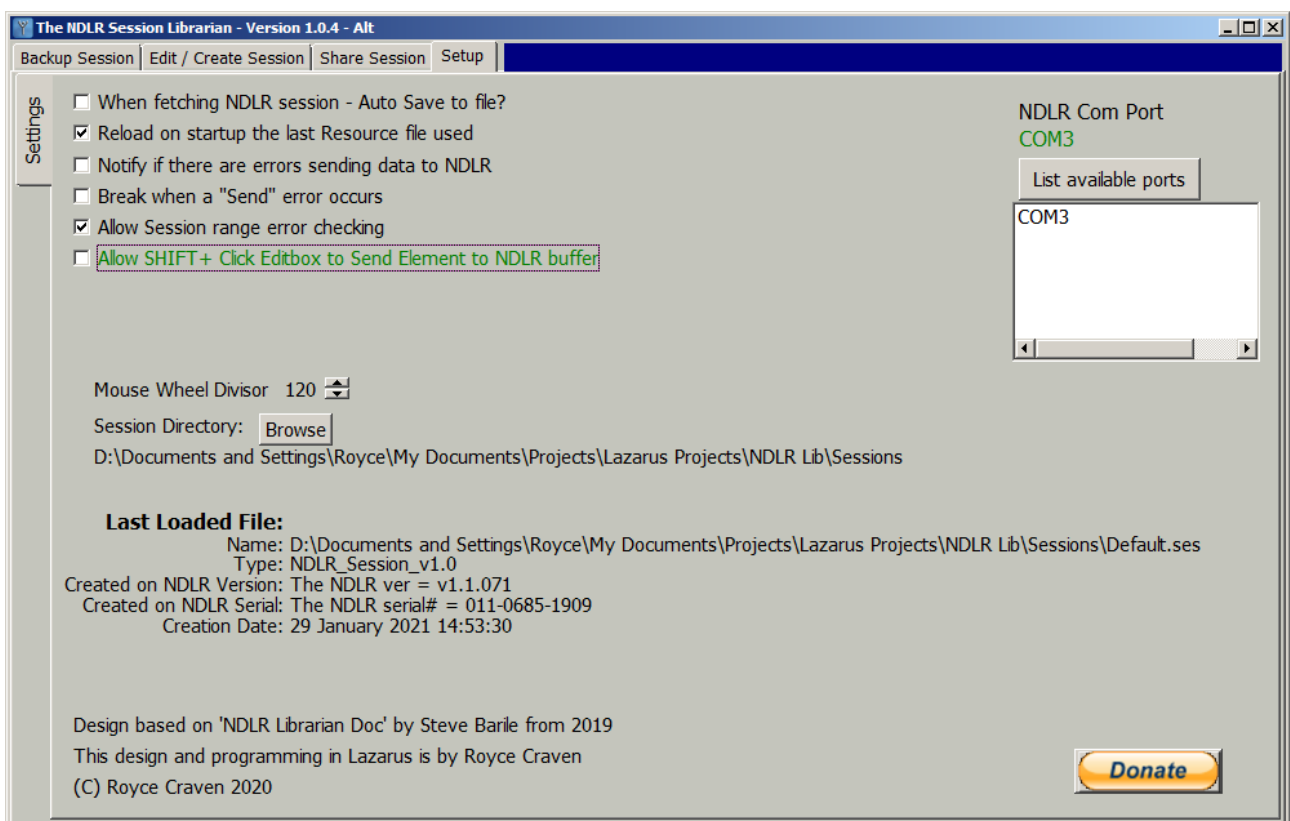 The NDLR Session Librarian - Version 1.0.4 - Alt
Backup Session Edit / Create Session Share Session Setup
Settings
When fetching NDLR session - Auto Save to file?
Reload on startup the last Resource file used
Notify if there are errors sending data to NDLR
Break when a "Send" error occurs
Allow Session range error checking
Allow SHIFT+ Click Editbox to Send Element to NDLR buffer
NDLR Com Port
COM3
List available ports
COM3
Mouse Wheel Divisor 120
Session Directory: Browse
D:\Documents and Settings\Royce\My Documents\Projects\Lazarus Projects\NDLR Lib\Sessions
Last Loaded File:
Name: D:\Documents and Settings\Royce\My Documents\Projects\Lazarus Projects\NDLR Lib\Sessions\Default.ses
Type: NDLR_Session_v1.0
Created on NDLR Version: The NDLR ver = v1.1.071
Created on NDLR Serial: The NDLR serial# = 011-0685-1909
Creation Date: 29 January 2021 14:53:30
Design based on 'NDLR Librarian Doc' by Steve Barile from 2019
This design and programming in Lazarus is by Royce Craven
(C) Royce Craven 2020
Donate